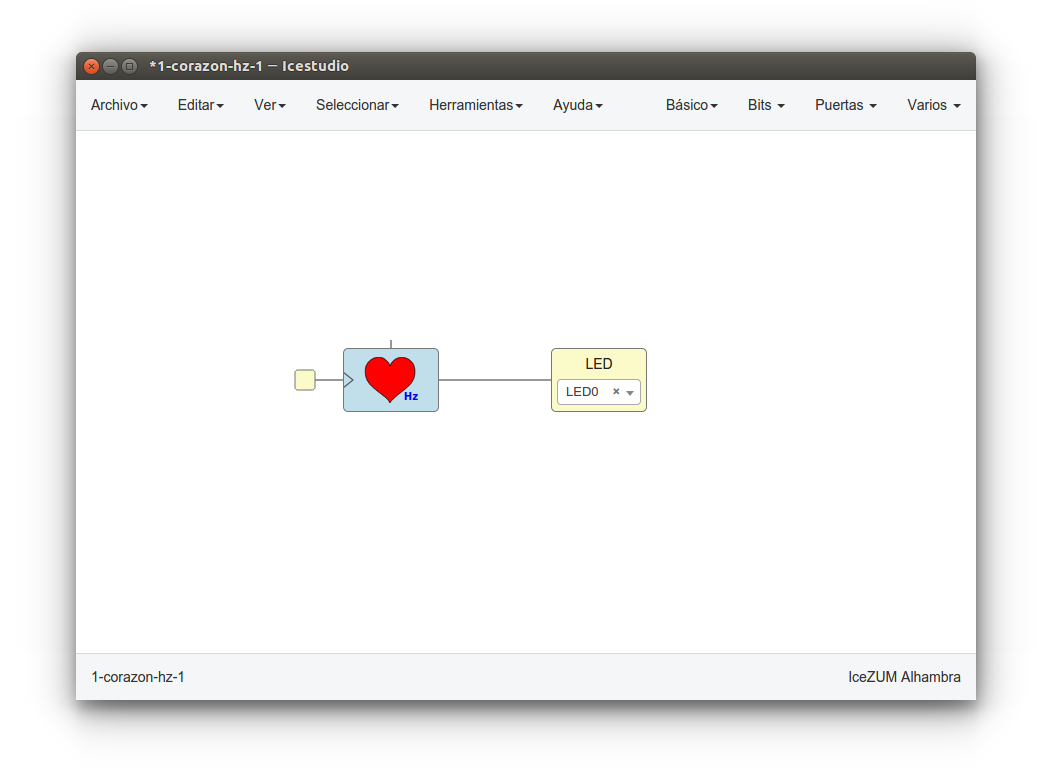 *1-corazon-hz-1 — Icestudio
Archivo Editar Ver Seleccionar Herramientas Ayuda Básico Bits Puertas Varios
LED
LED0 ×
Hz
1-corazon-hz-1 IceZUM Alhambra